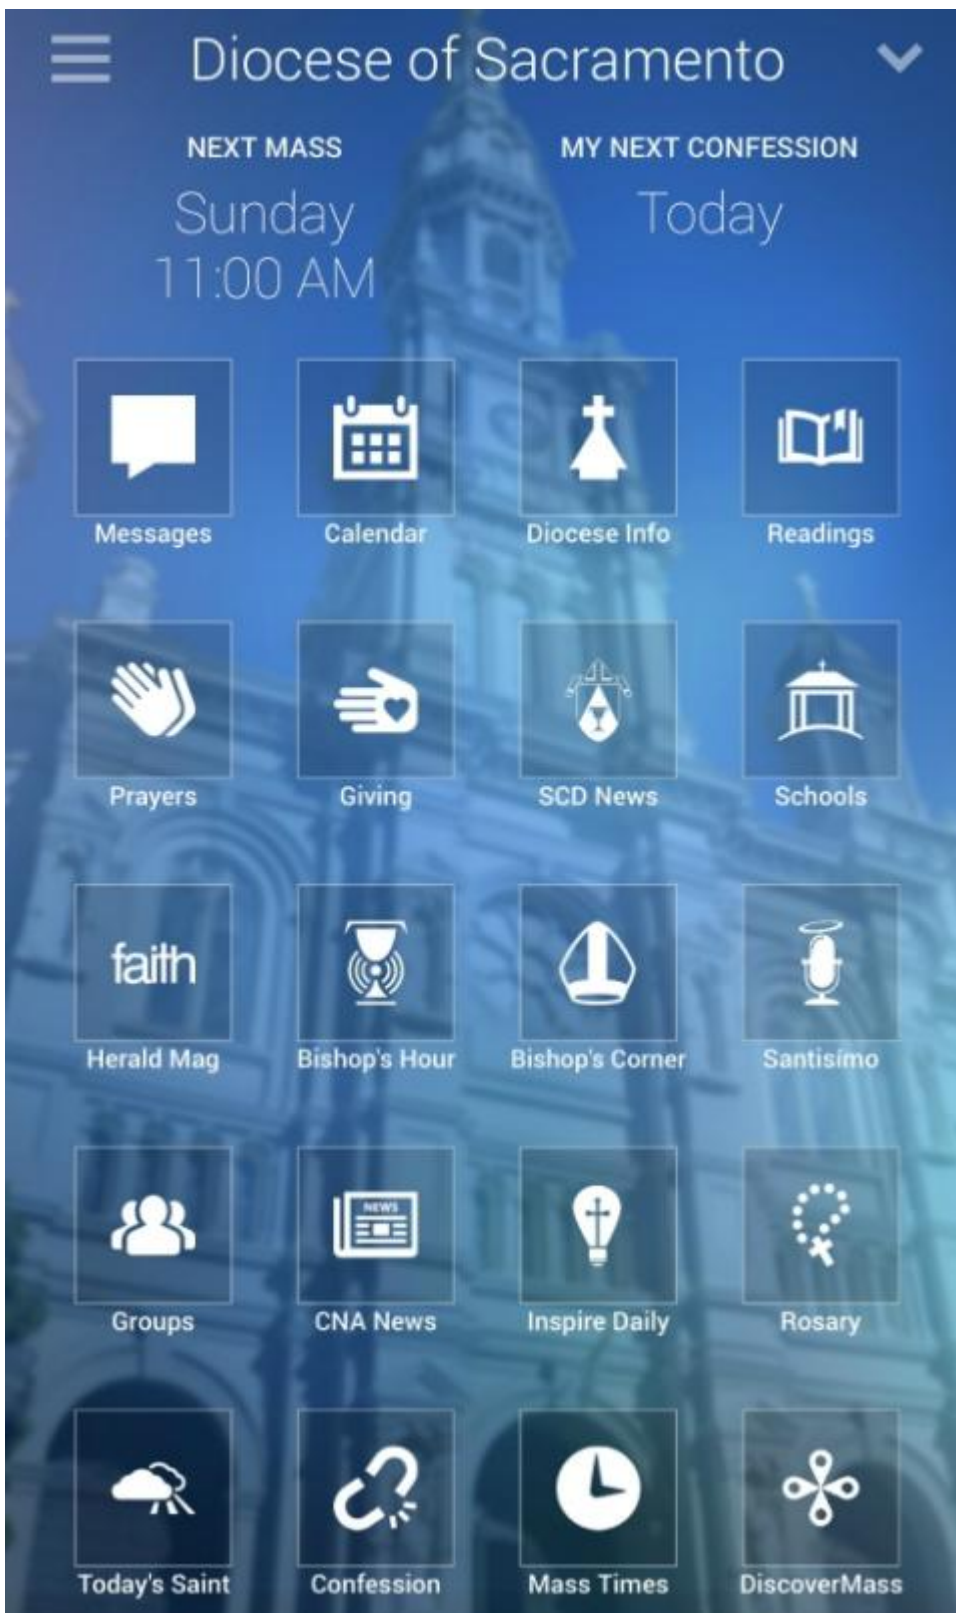 Diocese of Sacramento
NEXT MASS
MY NEXT CONFESSION
Sunday
Today
11:00 AM
Messages
Calendar
Diocese Info
Readings
Prayers
Giving
SCD News
Schools
faith
Herald Mag
Bishop's Hour
Bishop's Corner
Santisímo
NEWS
Groups
CNA News
Inspire Daily
Rosary
Today's Saint
Confession
Mass Times
DiscoverMass